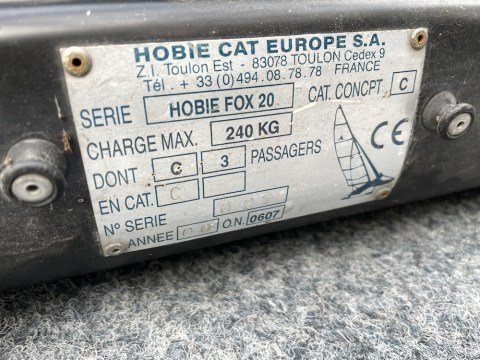 HOBIE CAT EUROPE S.A.
Z.I. Toulon Est - 83078 TOULON Cedex 9
Tél. + 33 (0)494.08.78.78 FRANCE
SERIE HOBIE FOX 20 CAT. CONCPT. C
CHARGE MAX. 240 KG
DONT C 3 PASSAGERS CE
EN CAT. C
N° SERIE
ANNEE 00 O.N. 0607